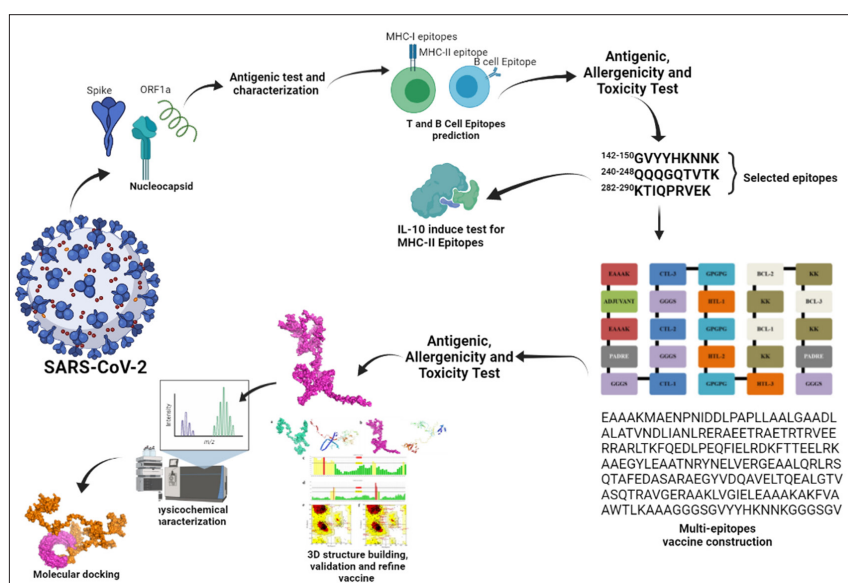 MHC-I epitopes
MHC-II epitope
B cell Epitope
Antigenic,
Allergenicity and
Toxicity Test
Spike
ORF1a
Antigenic test and
characterization
T and B Cell Epitopes
prediction
Nucleocapsid
142-150GVYYHKNNK
240-248QQQGQTVTK
282-290KTIQPRVEK
Selected epitopes
IL-10 induce test for
MHC-II Epitopes
SARS-CoV-2
EAAAK CTL-3 GPGPG BCL-2 KK
ADJUVANT GGGS HTL-1 KK BCL-3
EAAAK CTL-2 GPGPG BCL-1 KK
PADRE GGGS HTL-2 KK PADRE
GGGS CTL-1 GPGPG HTL-3 GGGS
Antigenic,
Allergenicity and
Toxicity Test
Intensity
m/z
EAAAKMAENPNIDDLPAPLLAALGAADL
ALATVNDLIANLRERAEETRAETRTRVEE
RRARLTKFQEDLPEQFIELRDKFTTEELRK
AAEGYLEAATNRYNELVERGEAALQRLRS
QTAFEDASARAEGYVDQAVELTQEALGTV
ASQTRAVGERAAKLVGIELEAAAKAKFVA
AWTLKAAAGGGSGVYYHKNNKGGGSGV
Multi-epitopes
vaccine construction
hysicochemical
characterization
3D structure building,
validation and refine
vaccine
Molecular docking